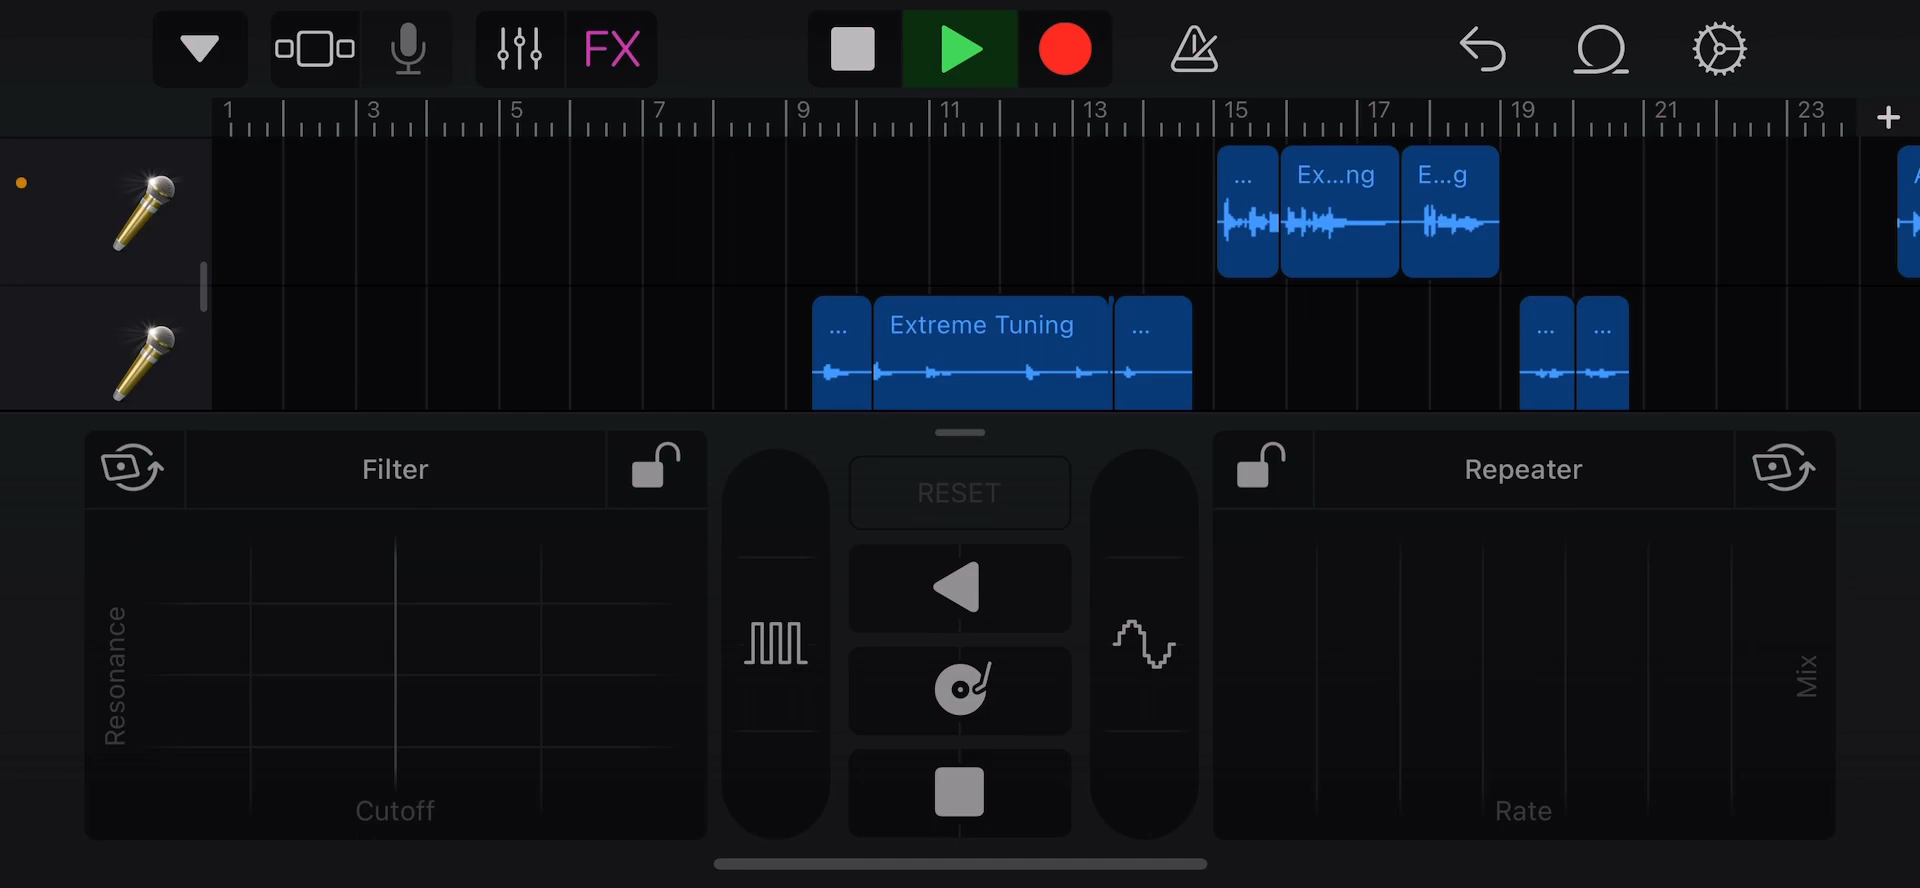 FX
1 3 5 7 9 11 13 15 17 19 21 23 +
... Ex...ng E...g
... Extreme Tuning ... ... ...
Filter RESET Repeater
Resonance Mix
Cutoff Rate